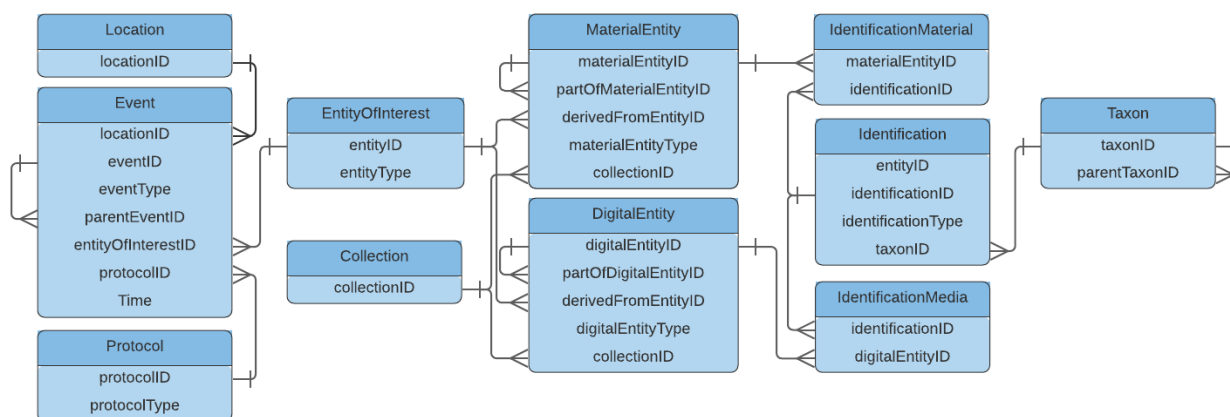 Location
locationID
Event
locationID
eventID
eventType
parentEventID
entityOfInterestID
protocolID
Time
Protocol
protocolID
protocolType
EntityOfInterest
entityID
entityType
Collection
collectionID
MaterialEntity
materialEntityID
partOfMaterialEntityID
derivedFromEntityID
materialEntityType
collectionID
DigitalEntity
digitalEntityID
partOfDigitalEntityID
derivedFromEntityID
digitalEntityType
collectionID
IdentificationMaterial
materialEntityID
identificationID
Identification
entityID
identificationID
identificationType
taxonID
IdentificationMedia
identificationID
digitalEntityID
Taxon
taxonID
parentTaxonID